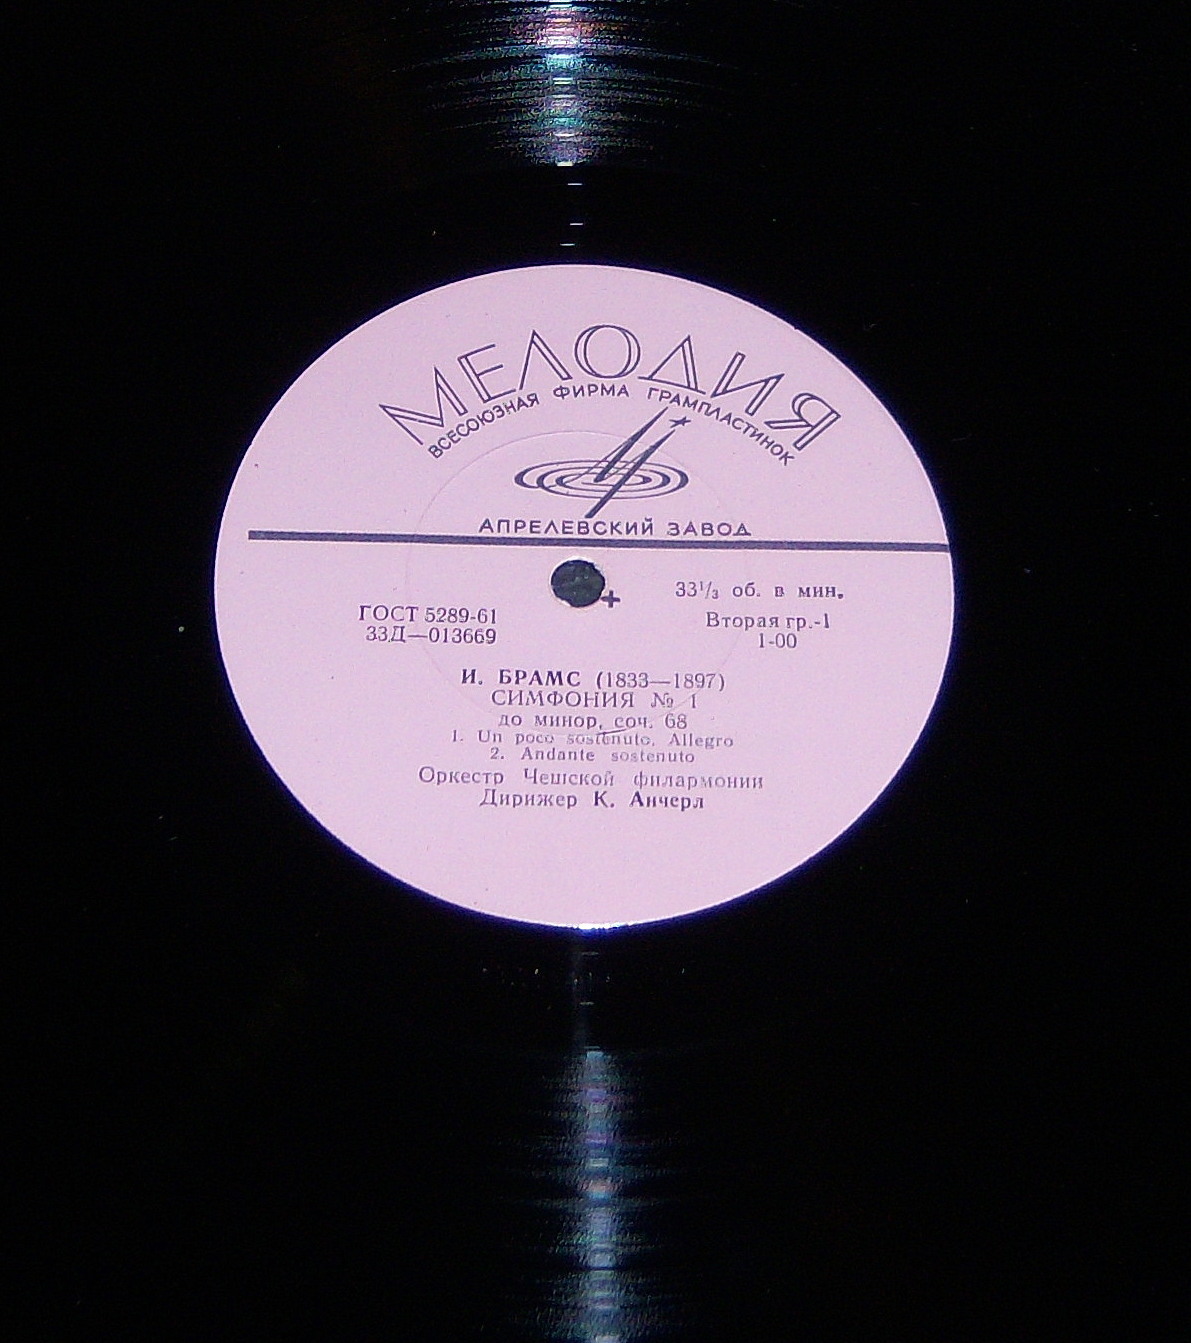 МЕЛОДИЯ
ВСЕСОЮЗНАЯ ФИРМА ГРАМПЛАСТИНОК
АПРЕЛЕВСКИЙ ЗАВОД
33⅓ об. в мин.
ГОСТ 5289-61
33Д—013669
Вторая гр.-1
1-00
И. БРАМС (1833—1897)
СИМФОНИЯ № 1
до минор, соч. 68
1. Un poco sostenuto, Allegro
2. Andante sostenuto
Оркестр Чешской филармонии
Дирижер К. Анчерл